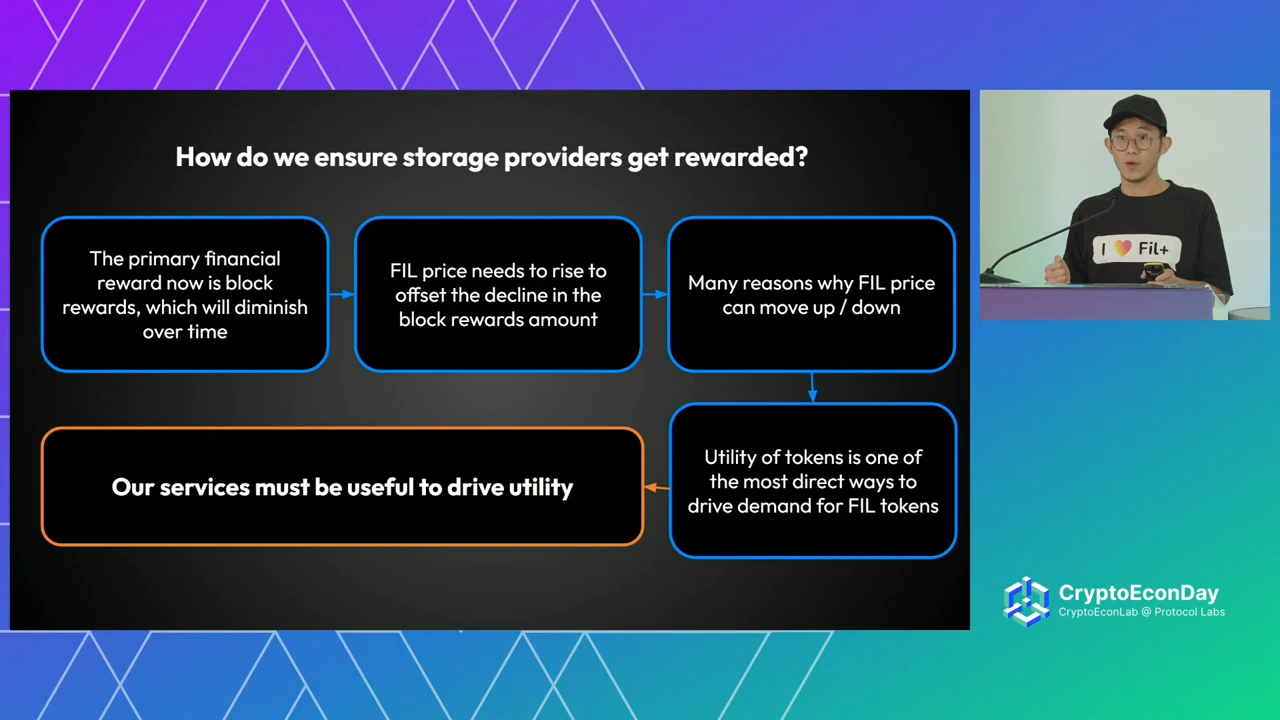 How do we ensure storage providers get rewarded?
The primary financial
reward now is block
rewards, which will diminish
over time
FIL price needs to rise to
offset the decline in the
block rewards amount
Many reasons why FIL price
can move up / down
Utility of tokens is one of
the most direct ways to
drive demand for FIL tokens
Our services must be useful to drive utility
I Fil+
CryptoEconDay
CryptoEconLab @ Protocol Labs